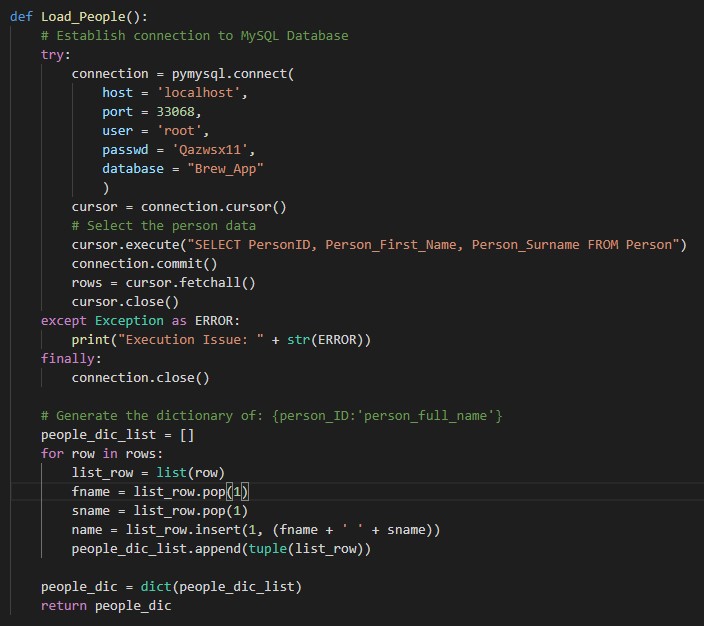 def Load_People():
    # Establish connection to MySQL Database
    try:
        connection = pymysql.connect(
            host = 'localhost',
            port = 33068,
            user = 'root',
            passwd = 'Qazwsx11',
            database = "Brew_App"
            )
        cursor = connection.cursor()
        # Select the person data
        cursor.execute("SELECT PersonID, Person_First_Name, Person_Surname FROM Person")
        connection.commit()
        rows = cursor.fetchall()
        cursor.close()
    except Exception as ERROR:
        print("Execution Issue: " + str(ERROR))
    finally:
        connection.close()

    # Generate the dictionary of: {person_ID:'person_full_name'}
    people_dic_list = []
    for row in rows:
        list_row = list(row)
        fname = list_row.pop(1)
        sname = list_row.pop(1)
        name = list_row.insert(1, (fname + ' ' + sname))
        people_dic_list.append(tuple(list_row))

    people_dic = dict(people_dic_list)
    return people_dic